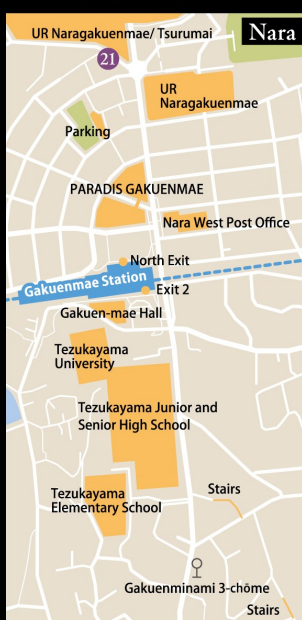 UR Naragakuenmae/ Tsurumai
Nara
21
UR
Naragakuenmae
Parking
PARADIS GAKUENMAE
Nara West Post Office
North Exit
Gakuenmae Station
Exit 2
Gakuen-mae Hall
Tezukayama
University
Tezukayama Junior and
Senior High School
Tezukayama
Elementary School
Stairs
Gakuenminami 3-chōme
Stairs